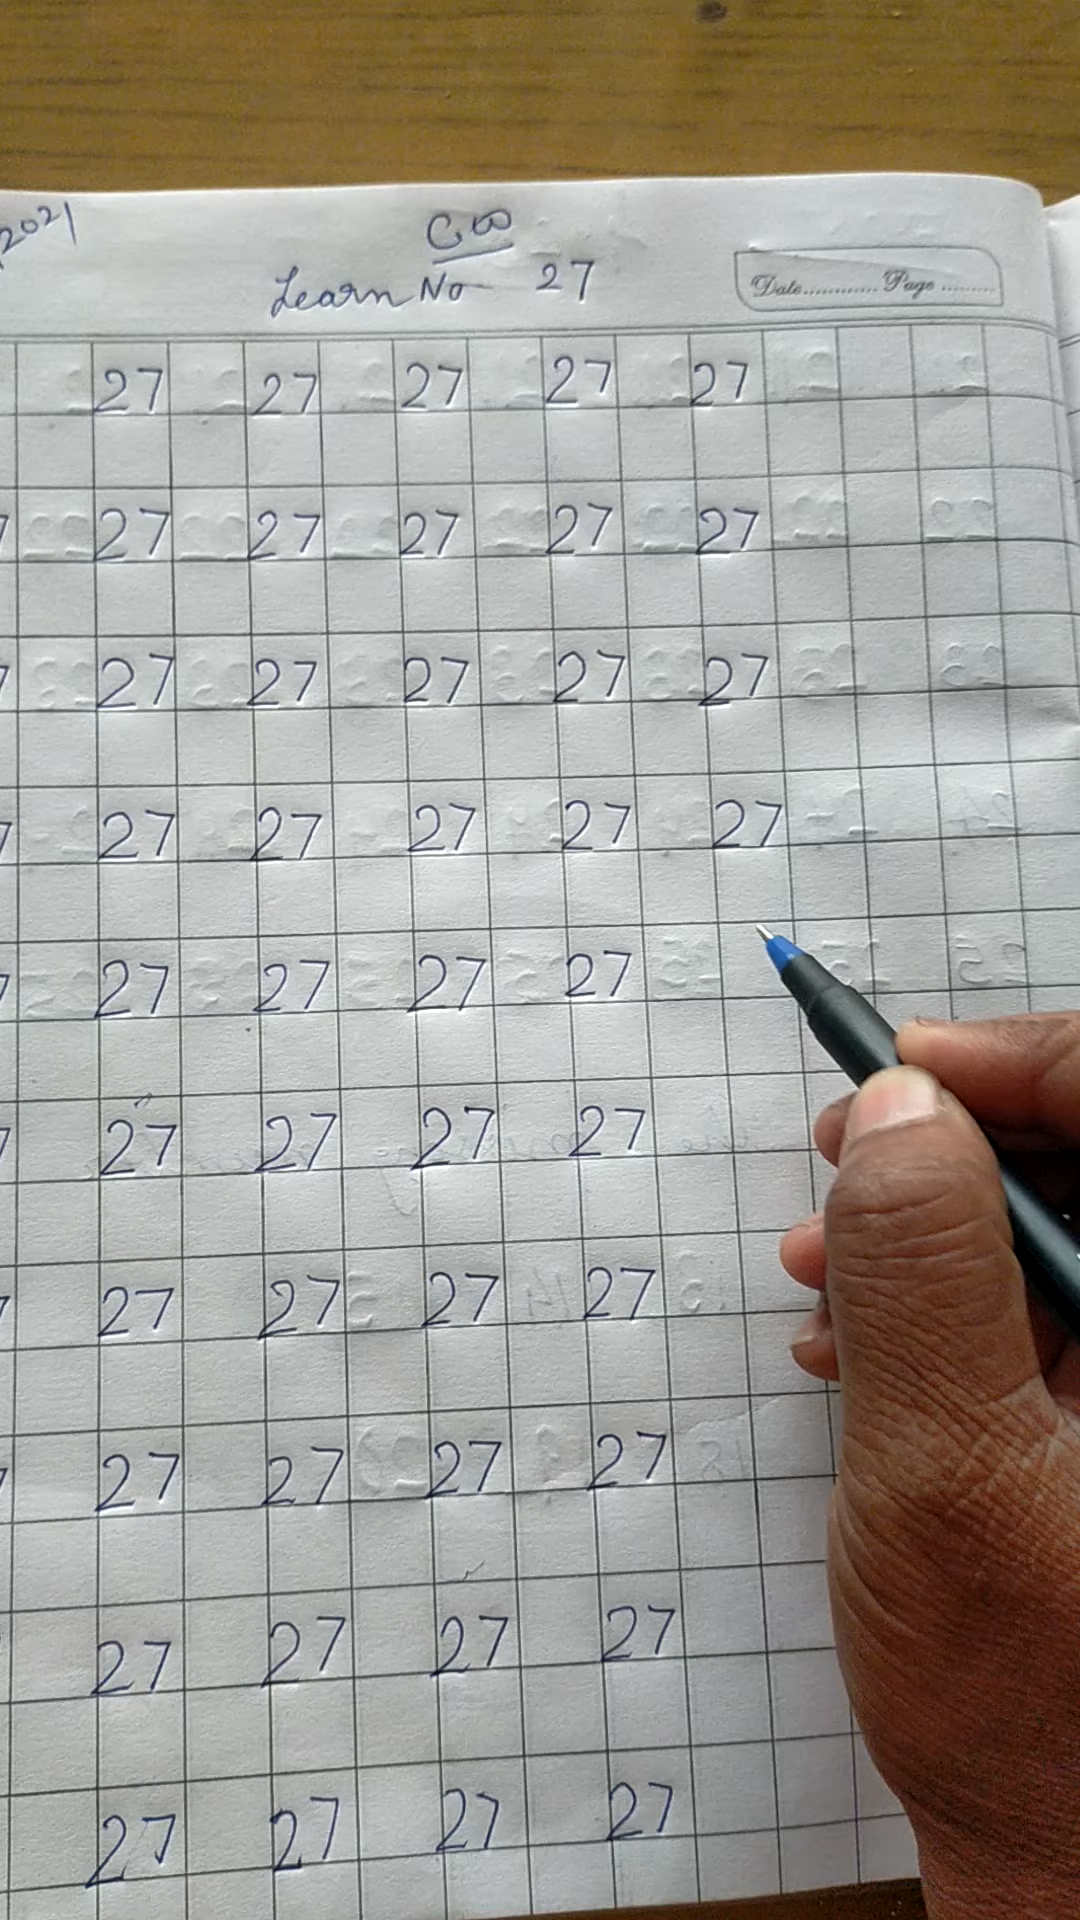 2021
C.W
Learn No 27
Date............ Page .........
27 27 27 27 27
27 27 27 27 27
27 27 27 27 27
27 27 27 27 27
27 27 27 27
27 27 27 27
27 27 27 27
27 27 27 27
27 27 27 27
27 27 27 27